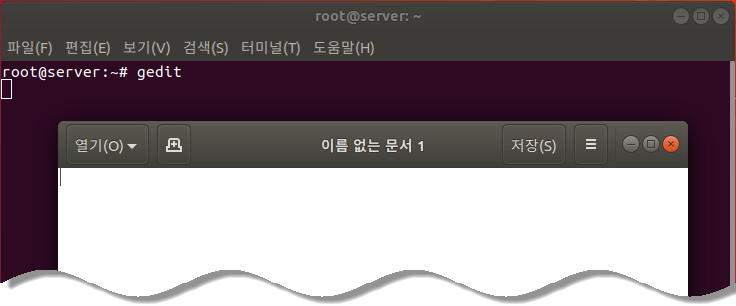 root@server: ~
파일(F) 편집(E) 보기(V) 검색(S) 터미널(T) 도움말(H)
root@server:~# gedit
열기(O) 이름 없는 문서 1 저장(S)